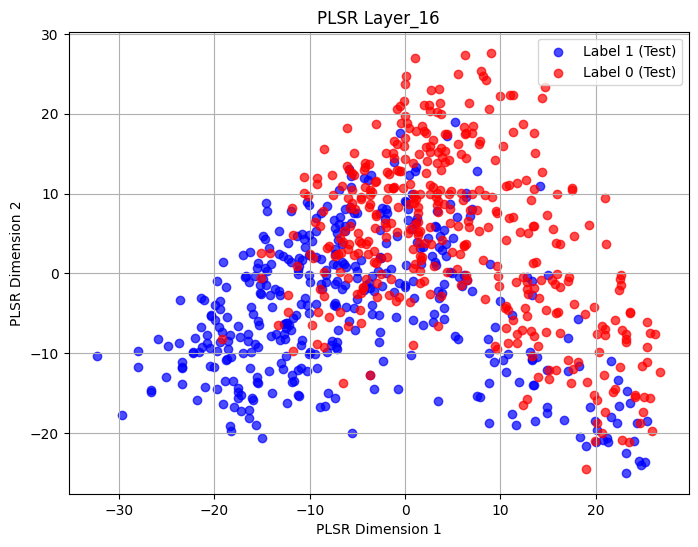 PLSR Layer_16
Label 1 (Test)
Label 0 (Test)
PLSR Dimension 2
30
20
10
0
−10
−20
−30
−20
−10
0
10
20
PLSR Dimension 1